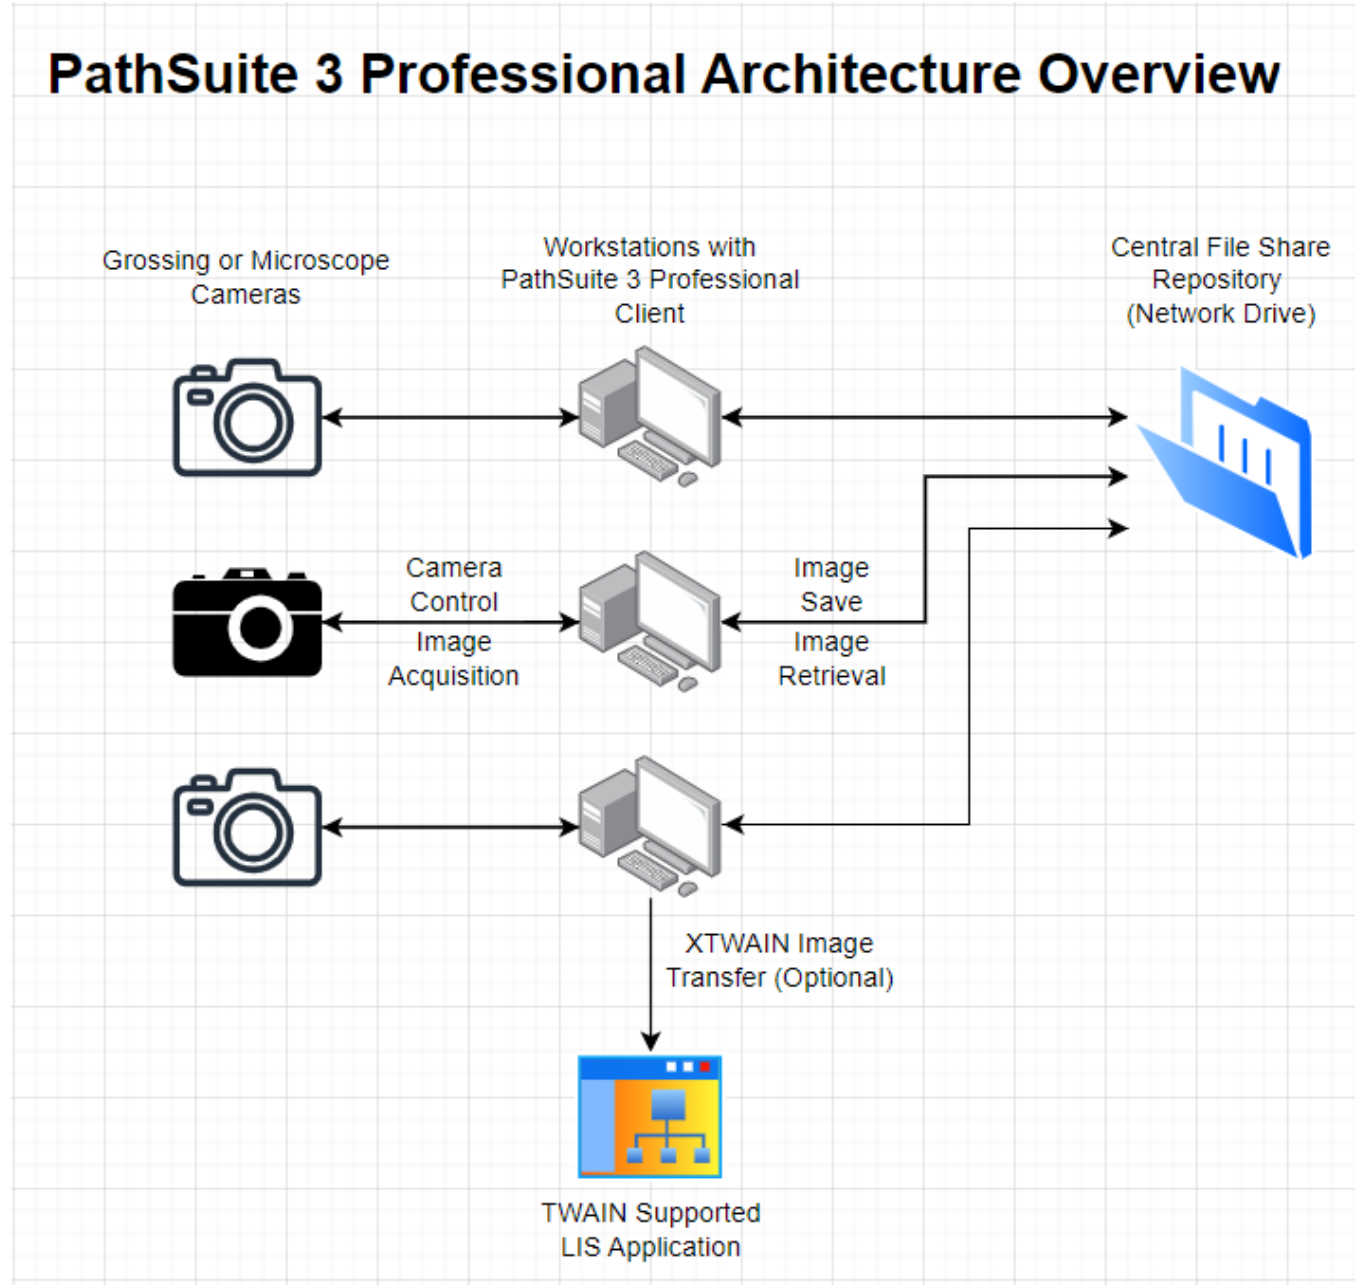 PathSuite 3 Professional Architecture Overview
Grossing or Microscope
Cameras
Workstations with
PathSuite 3 Professional
Client
Central File Share
Repository
(Network Drive)
Camera
Control
Image
Acquisition
Image
Save
Image
Retrieval
XTWAIN Image
Transfer (Optional)
TWAIN Supported
LIS Application